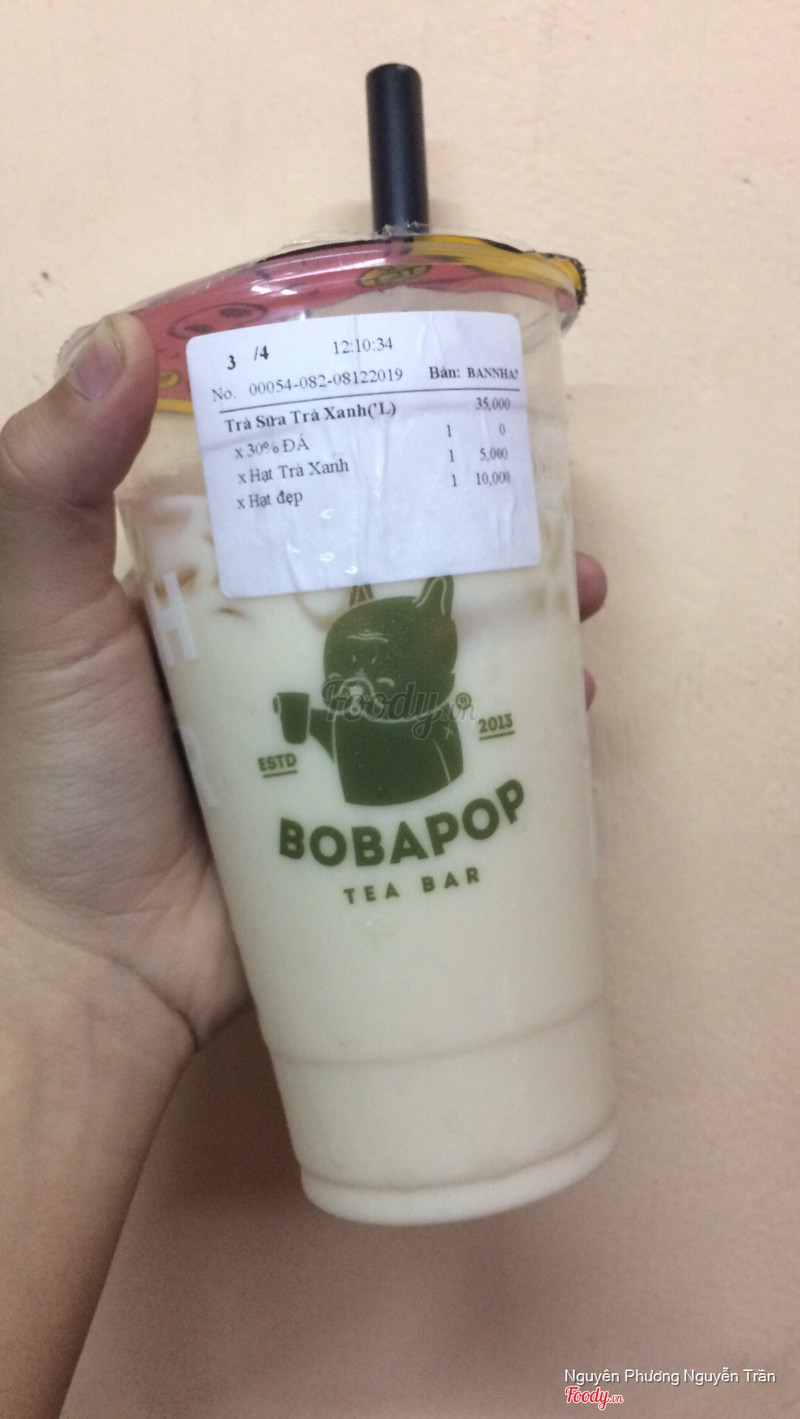 3 /4 12:10:34
No. 00054-082-08122019 Bàn: BANNHA2
Trà Sữa Trà Xanh('L) 35,000
x 30% ĐÁ 1 0
x Hạt Trà Xanh 1 5,000
x Hạt đẹp 1 10,000
Foody.vn
ESTD ® 2013
BOBAPOP
TEA BAR
Nguyên Phương Nguyễn Trần
Foody.vn